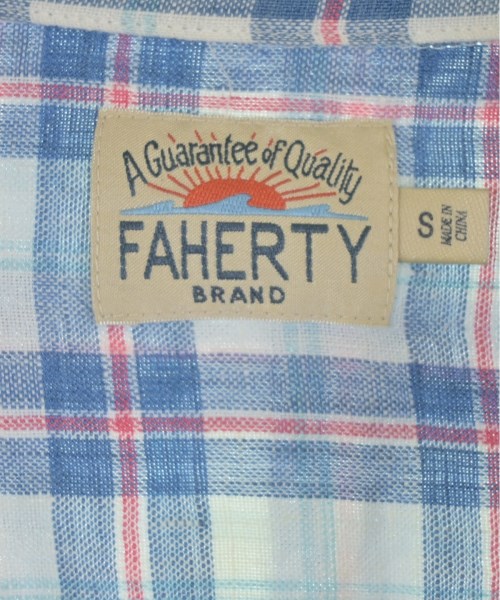 A Guarantee of Quality
FAHERTY
BRAND
S
MADE IN
CHINA